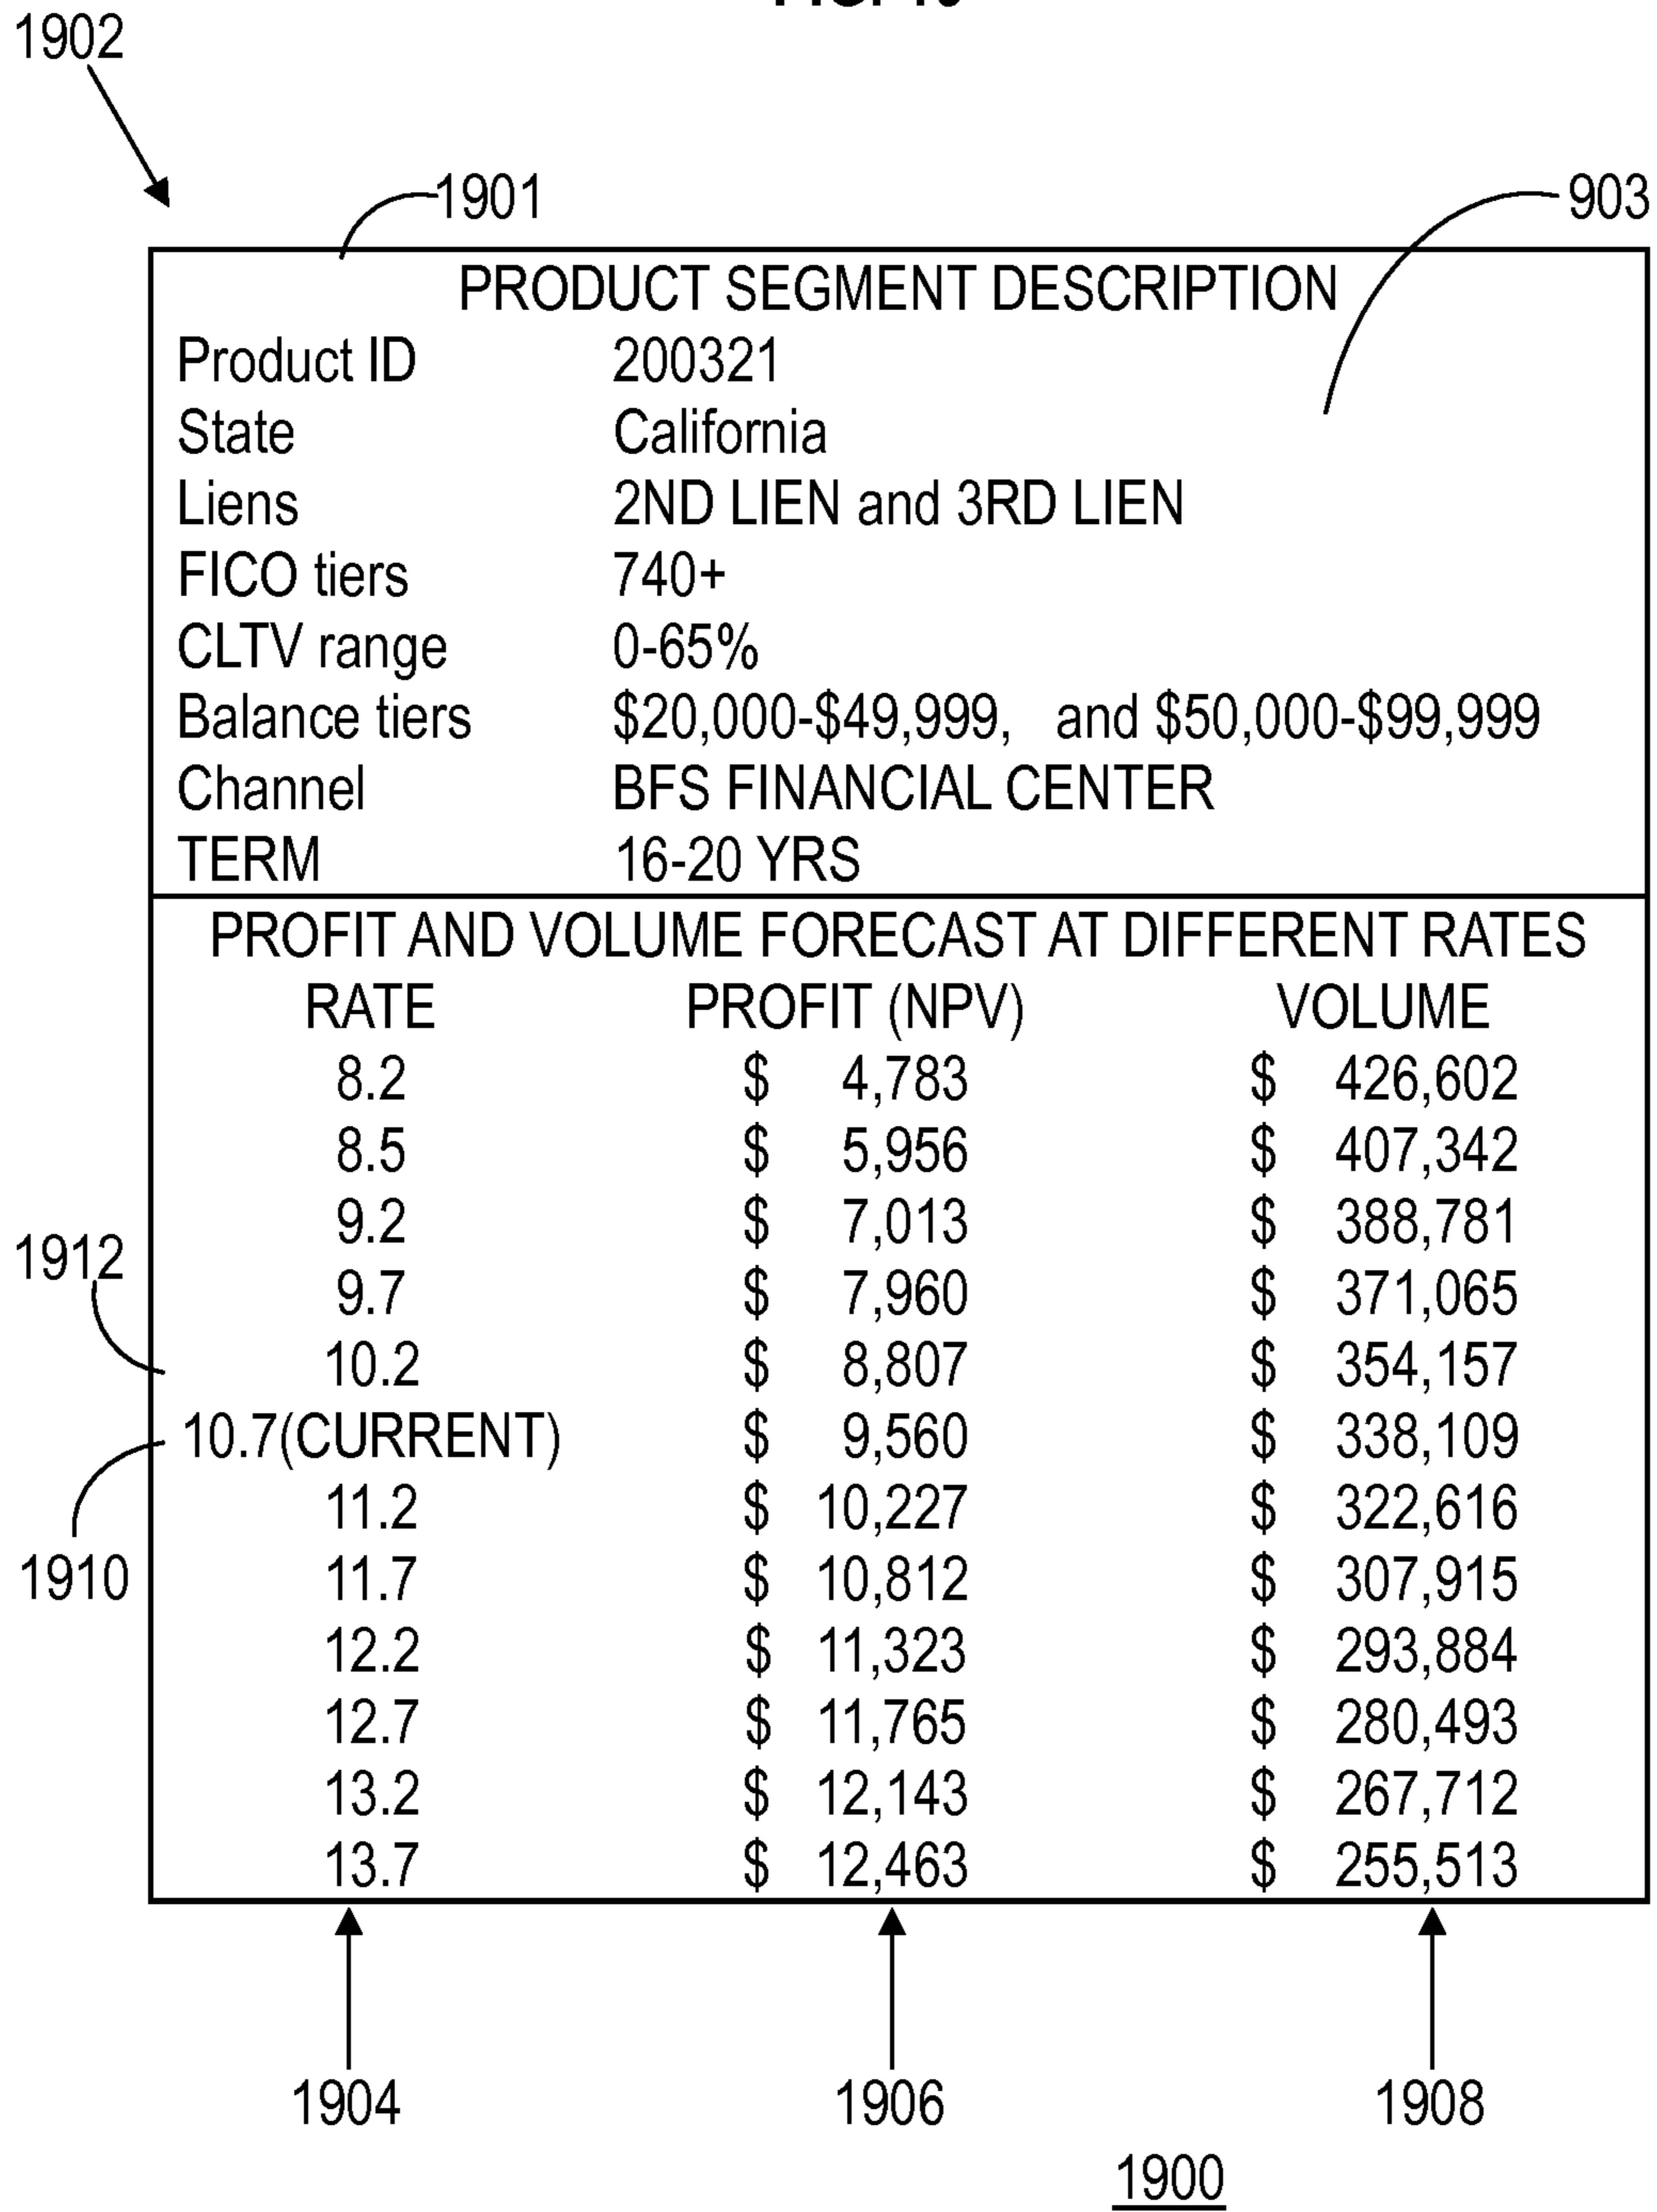 1902
1901
903
PRODUCT SEGMENT DESCRIPTION
Product ID 200321
State California
Liens 2ND LIEN and 3RD LIEN
FICO tiers 740+
CLTV range 0-65%
Balance tiers $20,000-$49,999, and $50,000-$99,999
Channel BFS FINANCIAL CENTER
TERM 16-20 YRS
PROFIT AND VOLUME FORECAST AT DIFFERENT RATES
RATE PROFIT (NPV) VOLUME
8.2 $ 4,783 $ 426,602
8.5 $ 5,956 $ 407,342
9.2 $ 7,013 $ 388,781
1912
9.7 $ 7,960 $ 371,065
10.2 $ 8,807 $ 354,157
10.7(CURRENT) $ 9,560 $ 338,109
11.2 $ 10,227 $ 322,616
1910
11.7 $ 10,812 $ 307,915
12.2 $ 11,323 $ 293,884
12.7 $ 11,765 $ 280,493
13.2 $ 12,143 $ 267,712
13.7 $ 12,463 $ 255,513
1904 1906 1908
1900